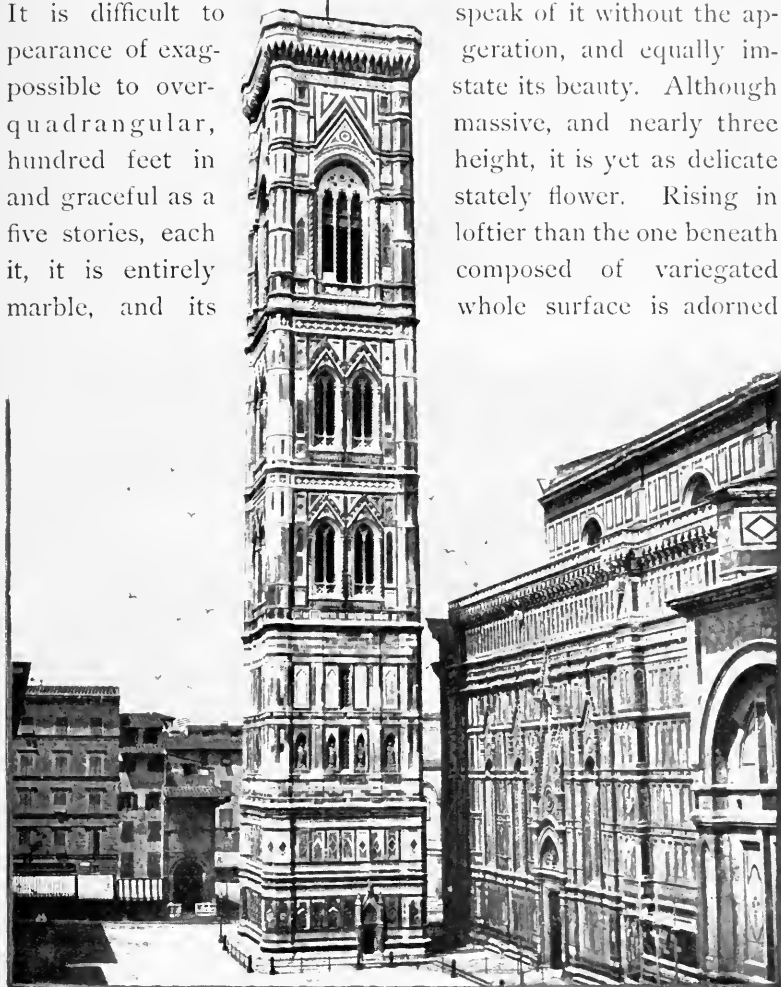 It is difficult to speak of it without the ap-
pearance of exag- geration, and equally im-
possible to over- state its beauty. Although
quadrangular, massive, and nearly three
hundred feet in height, it is yet as delicate
and graceful as a stately flower. Rising in
five stories, each loftier than the one beneath
it, it is entirely composed of variegated
marble, and its whole surface is adorned